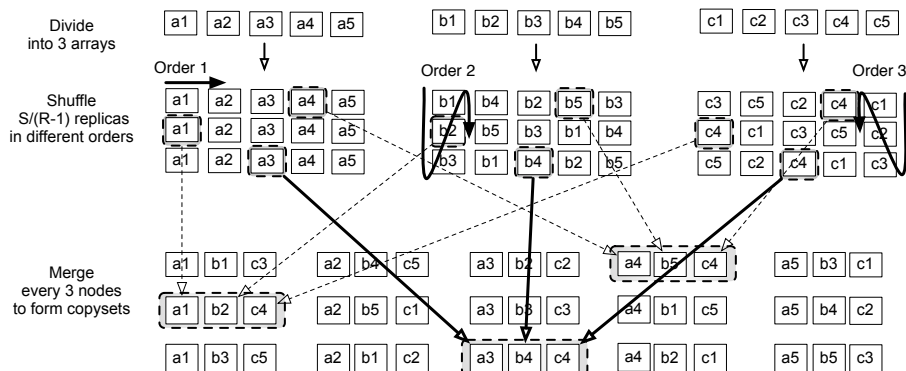 Divide
into 3 arrays
a1 a2 a3 a4 a5 b1 b2 b3 b4 b5 c1 c2 c3 c4 c5
Order 1 Order 2 Order 3
Shuffle
S/(R-1) replicas
in different orders
a1 a2 a3 a4 a5 b1 b4 b2 b5 b3 c3 c5 c2 c4 c1
a1 a2 a3 a4 a5 b2 b5 b3 b1 b4 c4 c1 c3 c5 c2
a1 a2 a3 a4 a5 b3 b1 b4 b2 b5 c5 c2 c4 c1 c3
Merge
every 3 nodes
to form copysets
a1 b1 c3 a2 b4 c5 a3 b2 c2 a4 b5 c4 a5 b3 c1
a1 b2 c4 a2 b5 c1 a3 b3 c3 a4 b1 c5 a5 b4 c2
a1 b3 c5 a2 b1 c2 a3 b4 c4 a4 b2 c1 a5 b5 c3